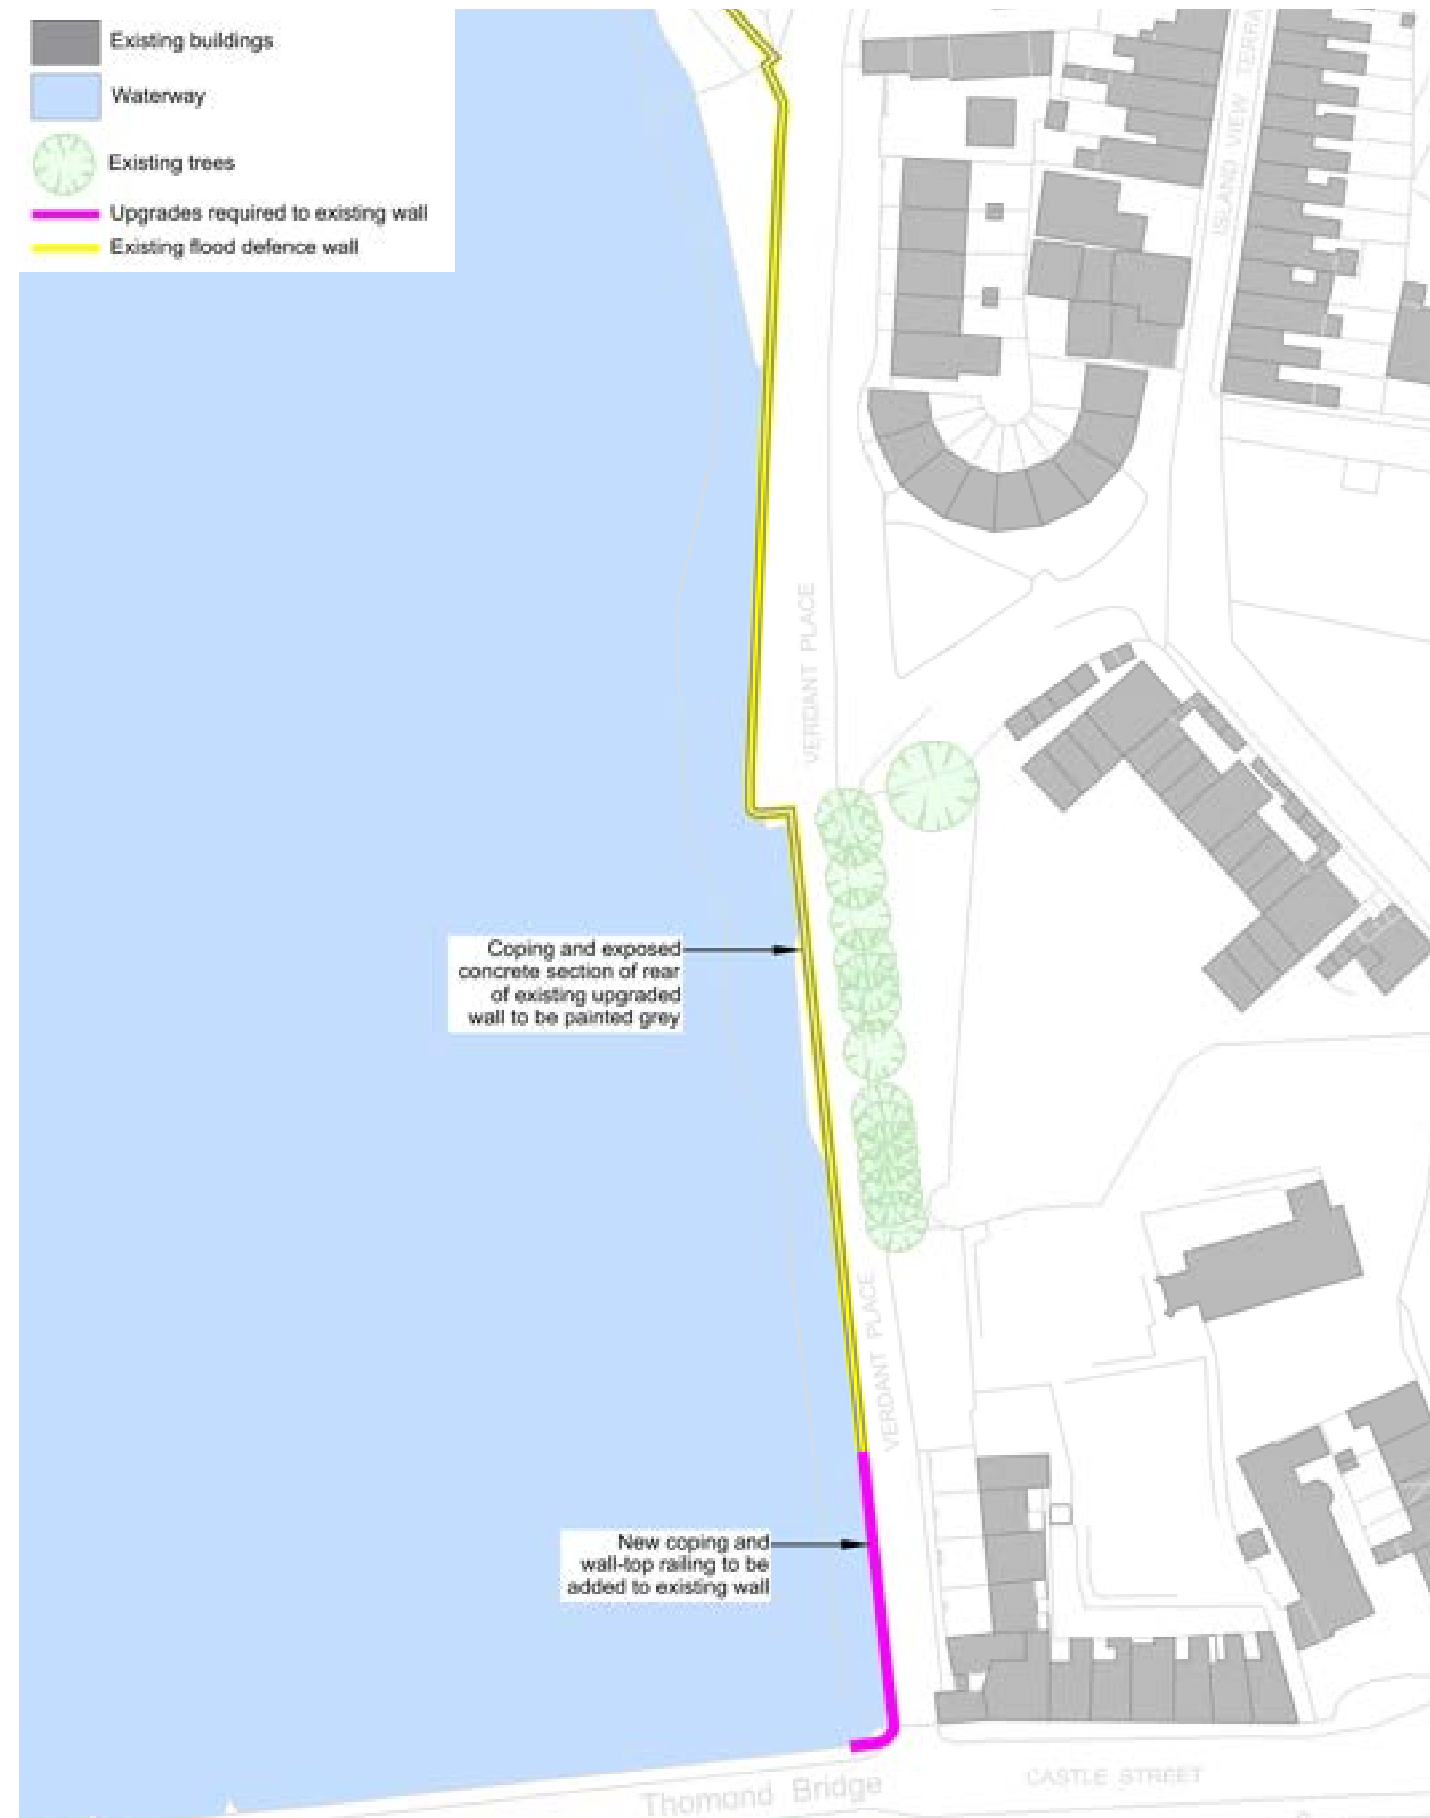 Existing buildings
Waterway
Existing trees
Upgrades required to existing wall
Existing flood defence wall
ISLAND VIEW TERRA
VERDANT PLACE
Coping and exposed
concrete section of rear
of existing upgraded
wall to be painted grey
VERDANT PLACE
New coping and
wall-top railing to be
added to existing wall
Thomond Bridge
CASTLE STREET